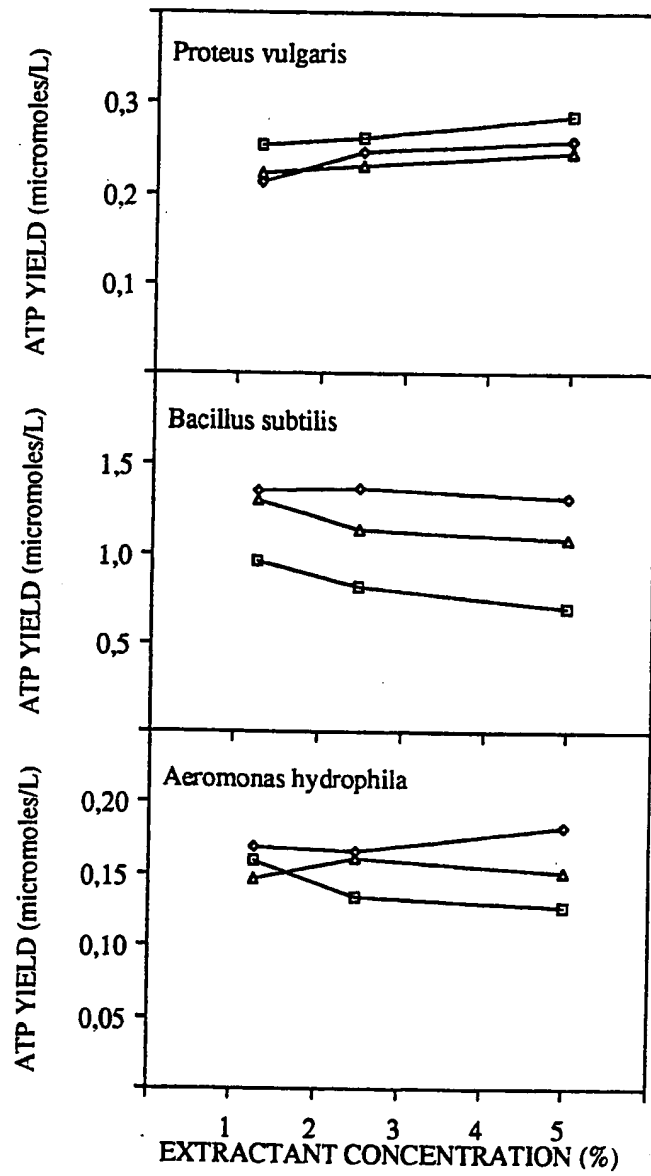 Proteus vulgaris
ATP YIELD (micromoles/L)
0,3
0,2
0,1
Bacillus subtilis
ATP YIELD (micromoles/L)
1,5
1,0
0,5
Aeromonas hydrophila
ATP YIELD (micromoles/L)
0,20
0,15
0,10
0,05
1 2 3 4 5
EXTRACTANT CONCENTRATION (%)